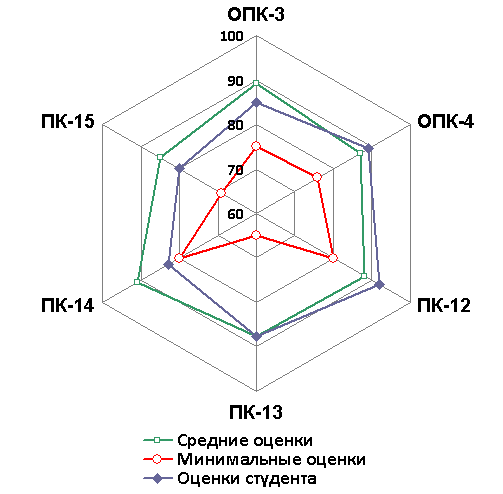 ОПК-3
100
90
ПК-15
ОПК-4
80
70
60
ПК-14
ПК-12
ПК-13
Средние оценки
Минимальные оценки
Оценки студента